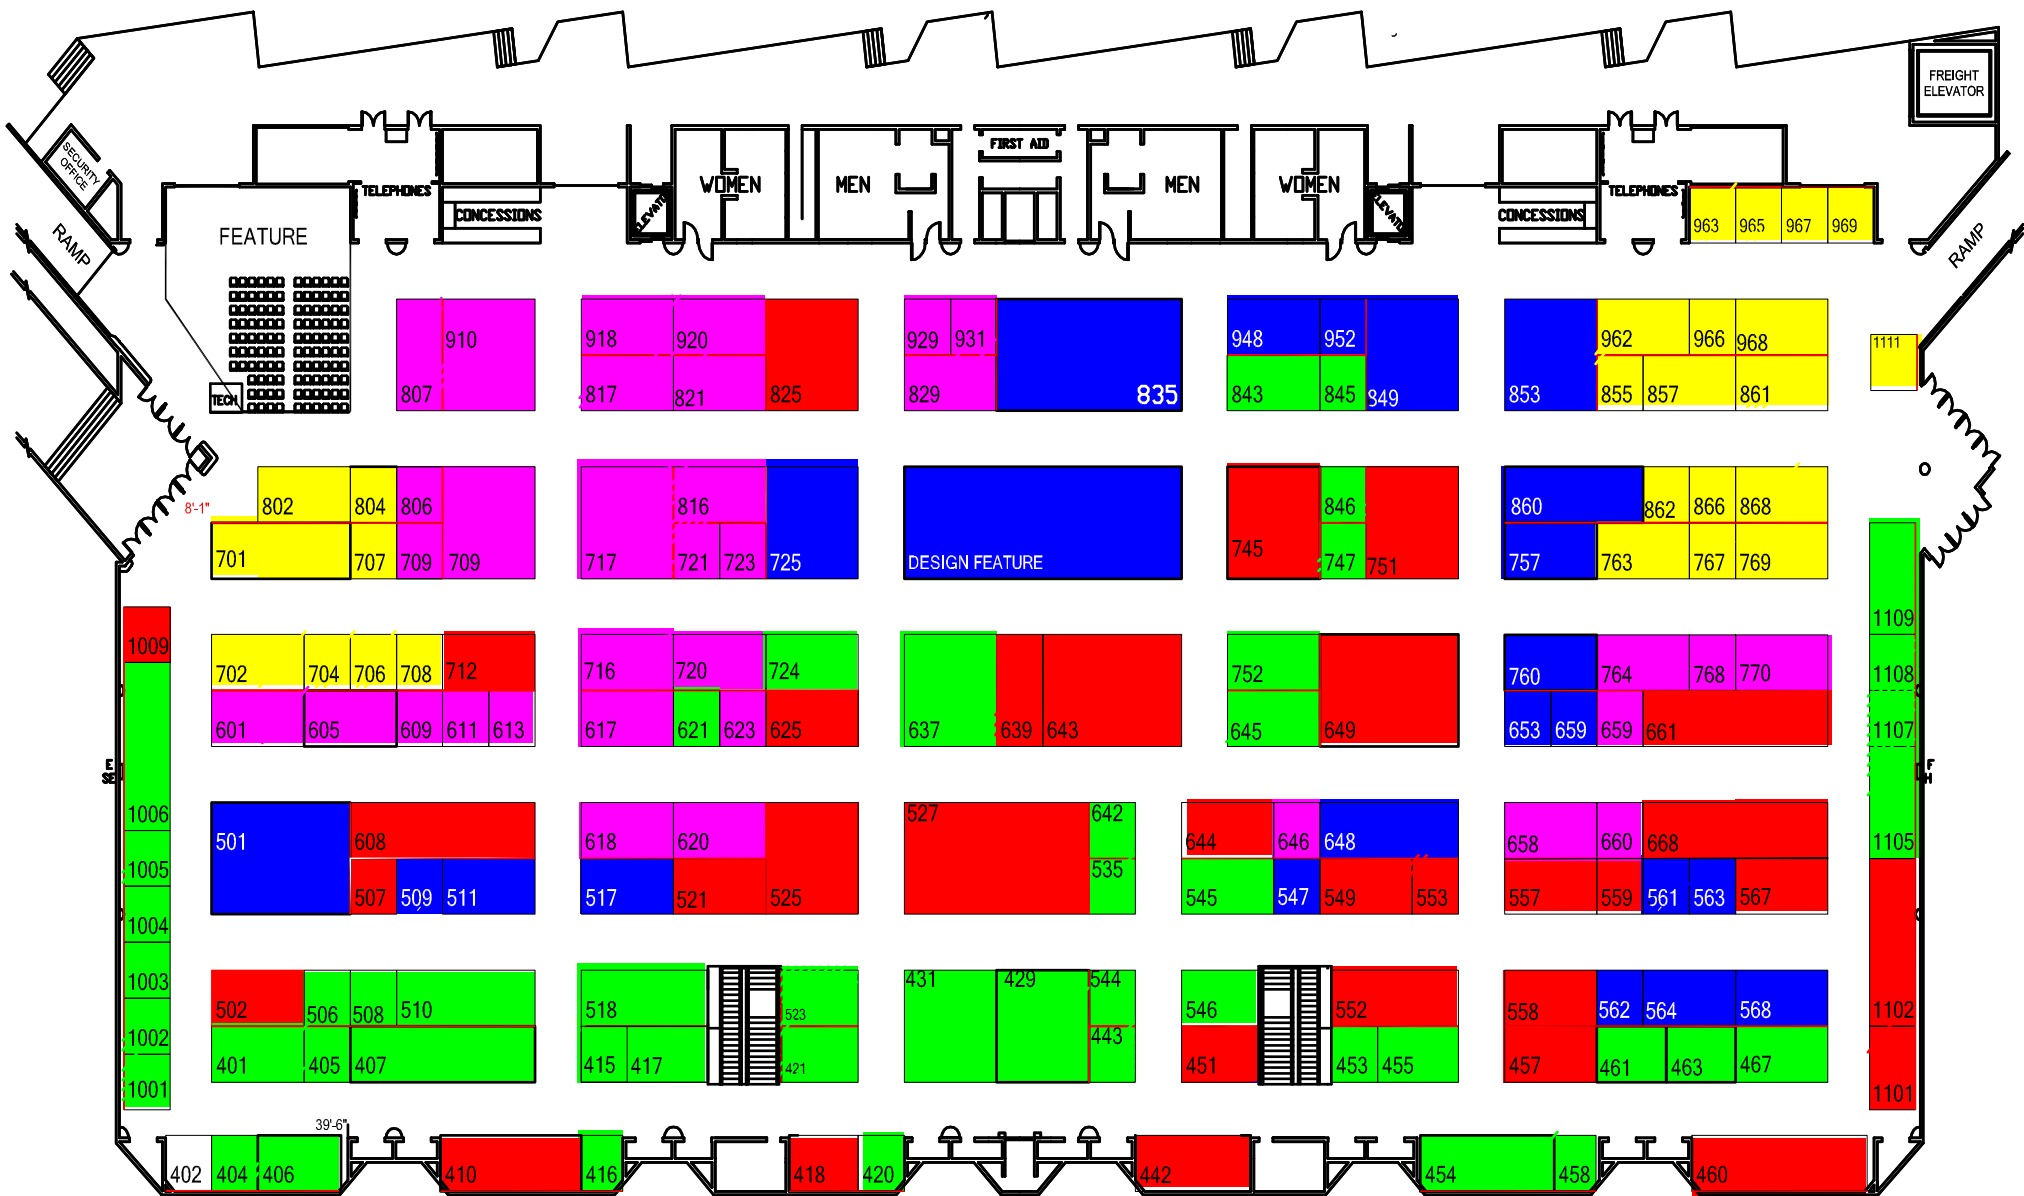 FREIGHT
ELEVATOR
SECURITY
OFFICE
FIRST AID
WOMEN
MEN
MEN
WOMEN
TELEPHONES
TELEPHONES
CONCESSIONS
CONCESSIONS
963 965 967 969
RAMP
FEATURE
RAMP
910 918 920 929 931 948 952 962 966 968 1111
TECH
807 817 821 825 829 835 843 845 849 853 855 857 861
8'-1"
802 804 806 816 846 860 862 866 868
701 707 709 709 717 721 723 725 DESIGN FEATURE 745 747 751 757 763 767 769
1009 702 704 706 708 712 716 720 724 752 760 764 768 770 1109
1108
601 605 609 611 613 617 621 623 625 637 639 643 645 649 653 659 659 661 1107
1006 501 608 618 620 527 642 644 646 648 658 660 668 1105
1005 507 509 511 517 521 525 535 545 547 549 553 557 559 561 563 567
1004
1003 502 506 508 510 518 523 431 429 544 546 552 558 562 564 568 1102
1002 401 405 407 415 417 421 443 451 453 455 457 461 463 467
1001 1101
39'-6"
402 404 406 410 416 418 420 442 454 458 460